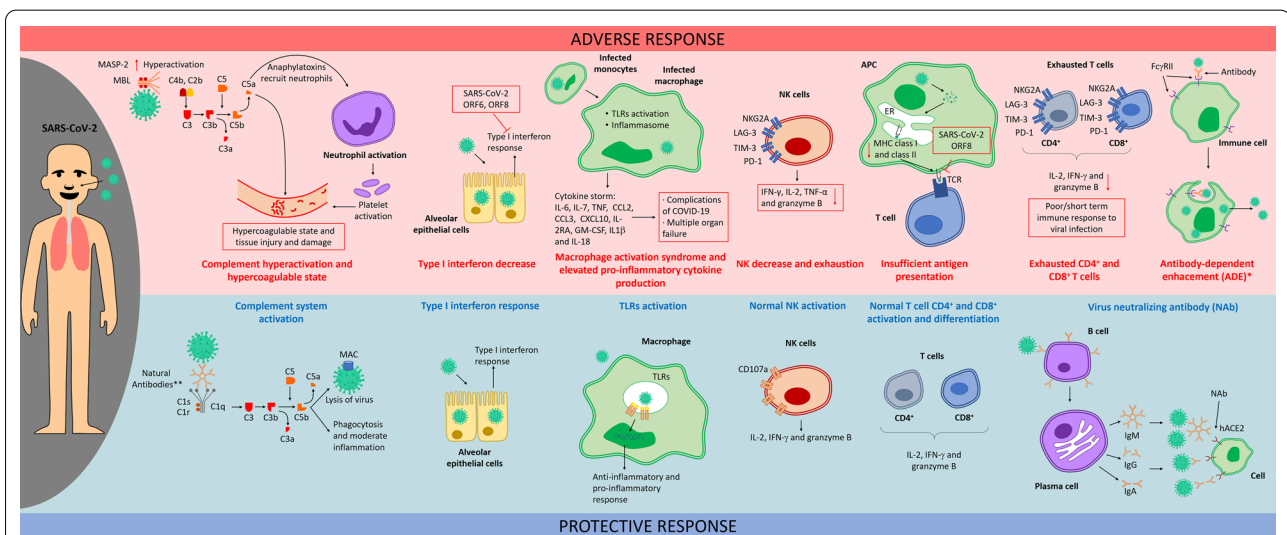 ADVERSE RESPONSE
SARS-CoV-2
MASP-2 ↑ Hyperactivation
MBL
C4b, C2b
C5
C5a
C3
C3b
C5b
C3a
Anaphylatoxins
recruit neutrophils
Neutrophil activation
Platelet
activation
Hypercoagulable state and
tissue injury and damage
Complement hyperactivation and
hypercoagulable state
SARS-CoV-2
ORF6, ORF8
Type I interferon
response
Alveolar
epithelial cells
Type I interferon decrease
Infected
monocytes
Infected
macrophage
• TLRs activation
• Inflammasome
Cytokine storm:
IL-6, IL-7, TNF, CCL2,
CCL3, CXCL10, IL-
2RA, GM-CSF, IL1β
and IL-18
· Complications
of COVID-19
· Multiple organ
failure
Macrophage activation syndrome and
elevated pro-inflammatory cytokine
production
NK cells
NKG2A
LAG-3
TIM-3
PD-1
IFN-γ, IL-2, TNF-α
and granzyme B ↓
NK decrease and exhaustion
APC
ER
↓ MHC class I
and class II
SARS-CoV-2
ORF8
TCR
T cell
Insufficient antigen
presentation
Exhausted T cells
NKG2A
LAG-3
TIM-3
PD-1
CD4⁺
NKG2A
LAG-3
TIM-3
PD-1
CD8⁺
IL-2, IFN-γ and
granzyme B ↓
Poor/short term
immune response to
viral infection
Exhausted CD4⁺ and
CD8⁺ T cells
FcγRII
Antibody
Immune cell
Antibody-dependent
enhacement (ADE)*
Complement system
activation
Natural
Antibodies**
C1s
C1r
C1q
C3
C3b
C3a
C5
C5b
C5a
MAC
Lysis of virus
Phagocytosis
and moderate
inflammation
Type I interferon response
Type I interferon
response
Alveolar
epithelial cells
TLRs activation
Macrophage
TLRs
Anti-inflammatory and
pro-inflammatory
response
Normal NK activation
NK cells
CD107a
IL-2, IFN-γ and granzyme B
Normal T cell CD4⁺ and CD8⁺
activation and differentiation
T cells
CD4⁺
CD8⁺
IL-2, IFN-γ and
granzyme B
Virus neutralizing antibody (NAb)
B cell
Plasma cell
IgM
IgG
IgA
NAb
hACE2
Cell
PROTECTIVE RESPONSE